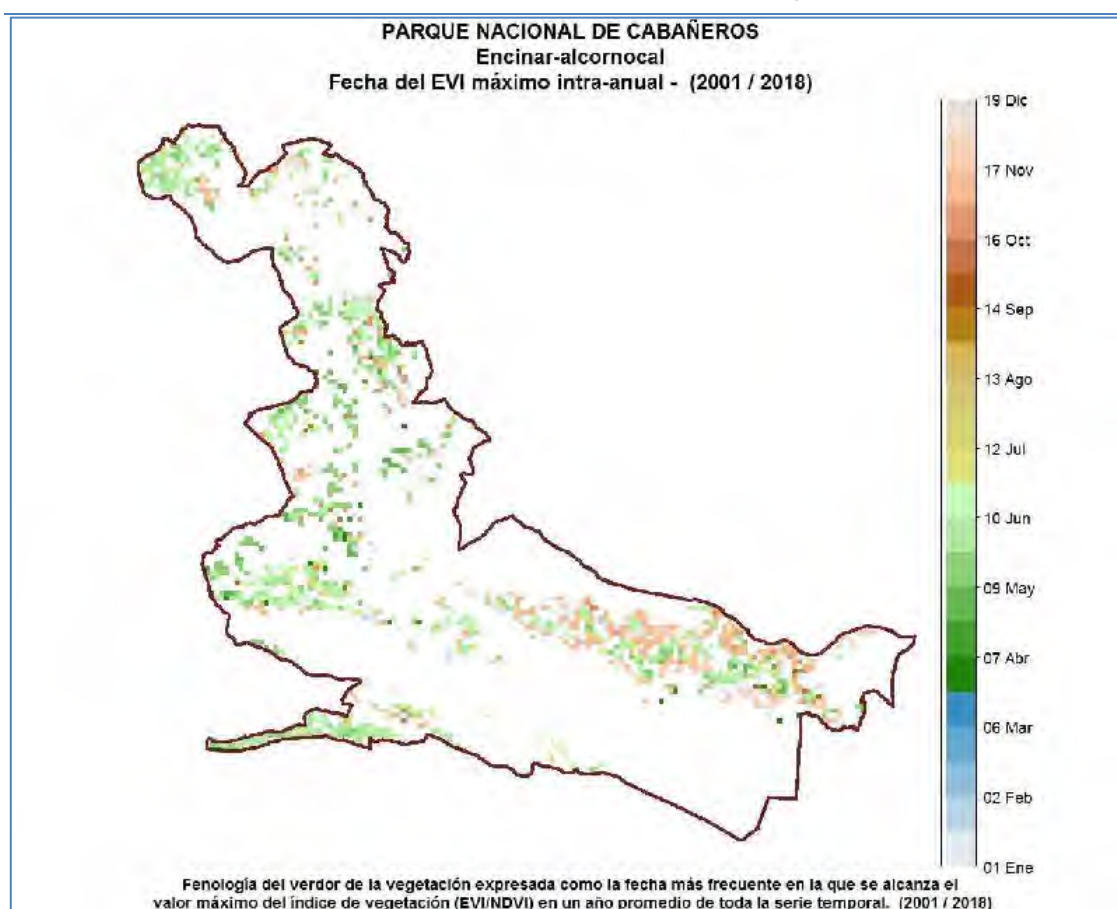 PARQUE NACIONAL DE CABAÑEROS
Encinar-alcornocal
Fecha del EVI máximo intra-anual - (2001 / 2018)
19 Dic
17 Nov
16 Oct
14 Sep
13 Ago
12 Jul
10 Jun
09 May
07 Abr
06 Mar
02 Feb
01 Ene
Fenología del verdor de la vegetación expresada como la fecha más frecuente en la que se alcanza el
valor máximo del índice de vegetación (EVI/NDVI) en un año promedio de toda la serie temporal. (2001 / 2018)